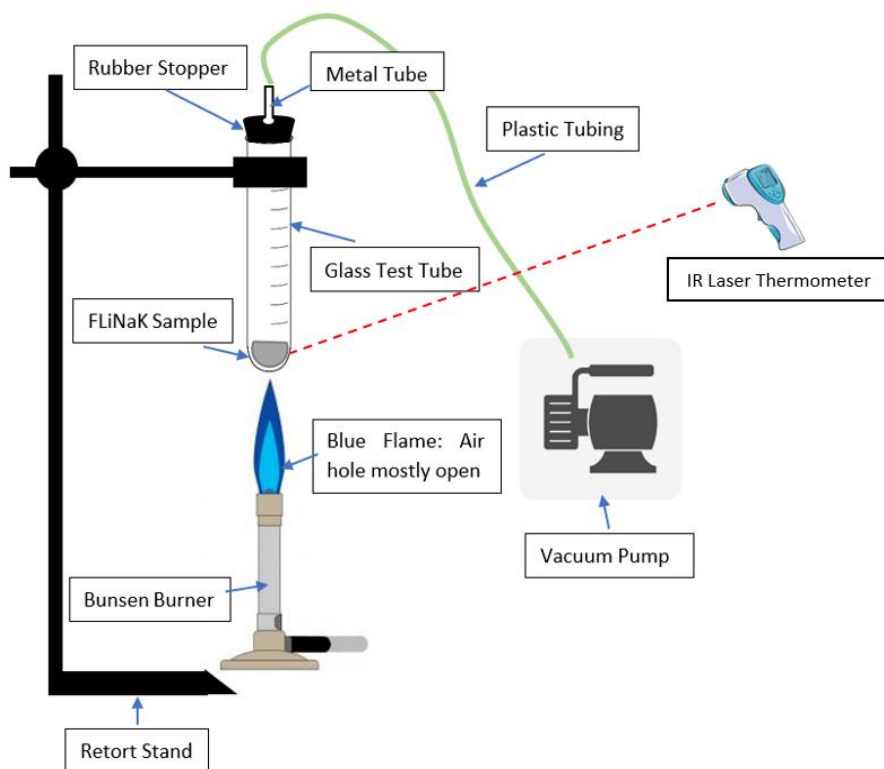 Rubber Stopper
Metal Tube
Plastic Tubing
Glass Test Tube
IR Laser Thermometer
FLiNaK Sample
Blue Flame: Air
hole mostly open
Vacuum Pump
Bunsen Burner
Retort Stand